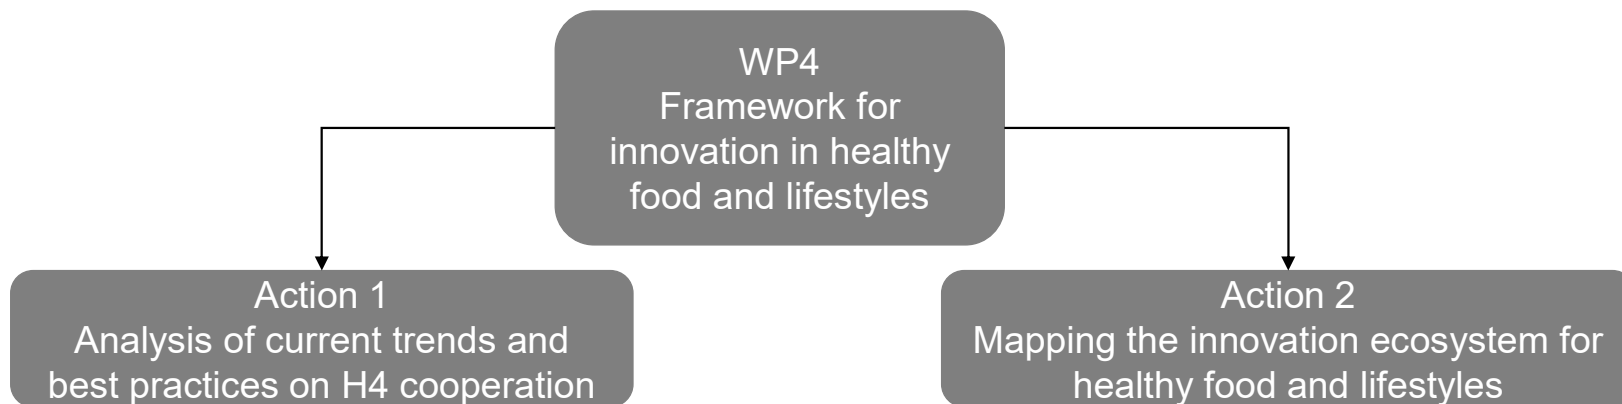 WP4
Framework for
innovation in healthy
food and lifestyles
Action 1
Analysis of current trends and
best practices on H4 cooperation
Action 2
Mapping the innovation ecosystem for
healthy food and lifestyles